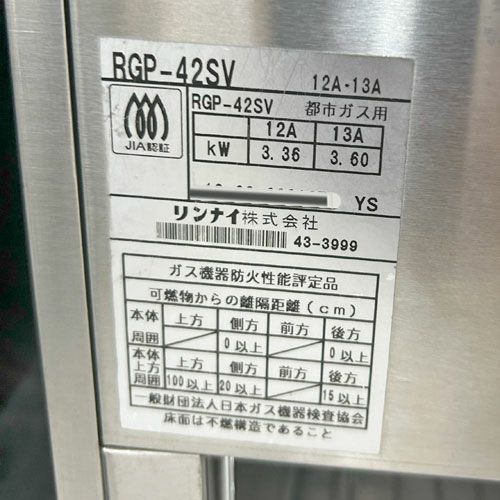 RGP-42SV 12A-13A
JIA認証
RGP-42SV 都市ガス用
12A 13A
kW 3.36 3.60
YS
リンナイ株式会社
43-3999
ガス機器防火性能評定品
可燃物からの離隔距離(cm)
本体周囲 上方 側方 前方 後方
0以上 0以上
本体上方周囲 上方 側方 前方 後方
100以上 20以上 15以上
一般財団法人日本ガス機器検査協会
床面は不燃構造であること